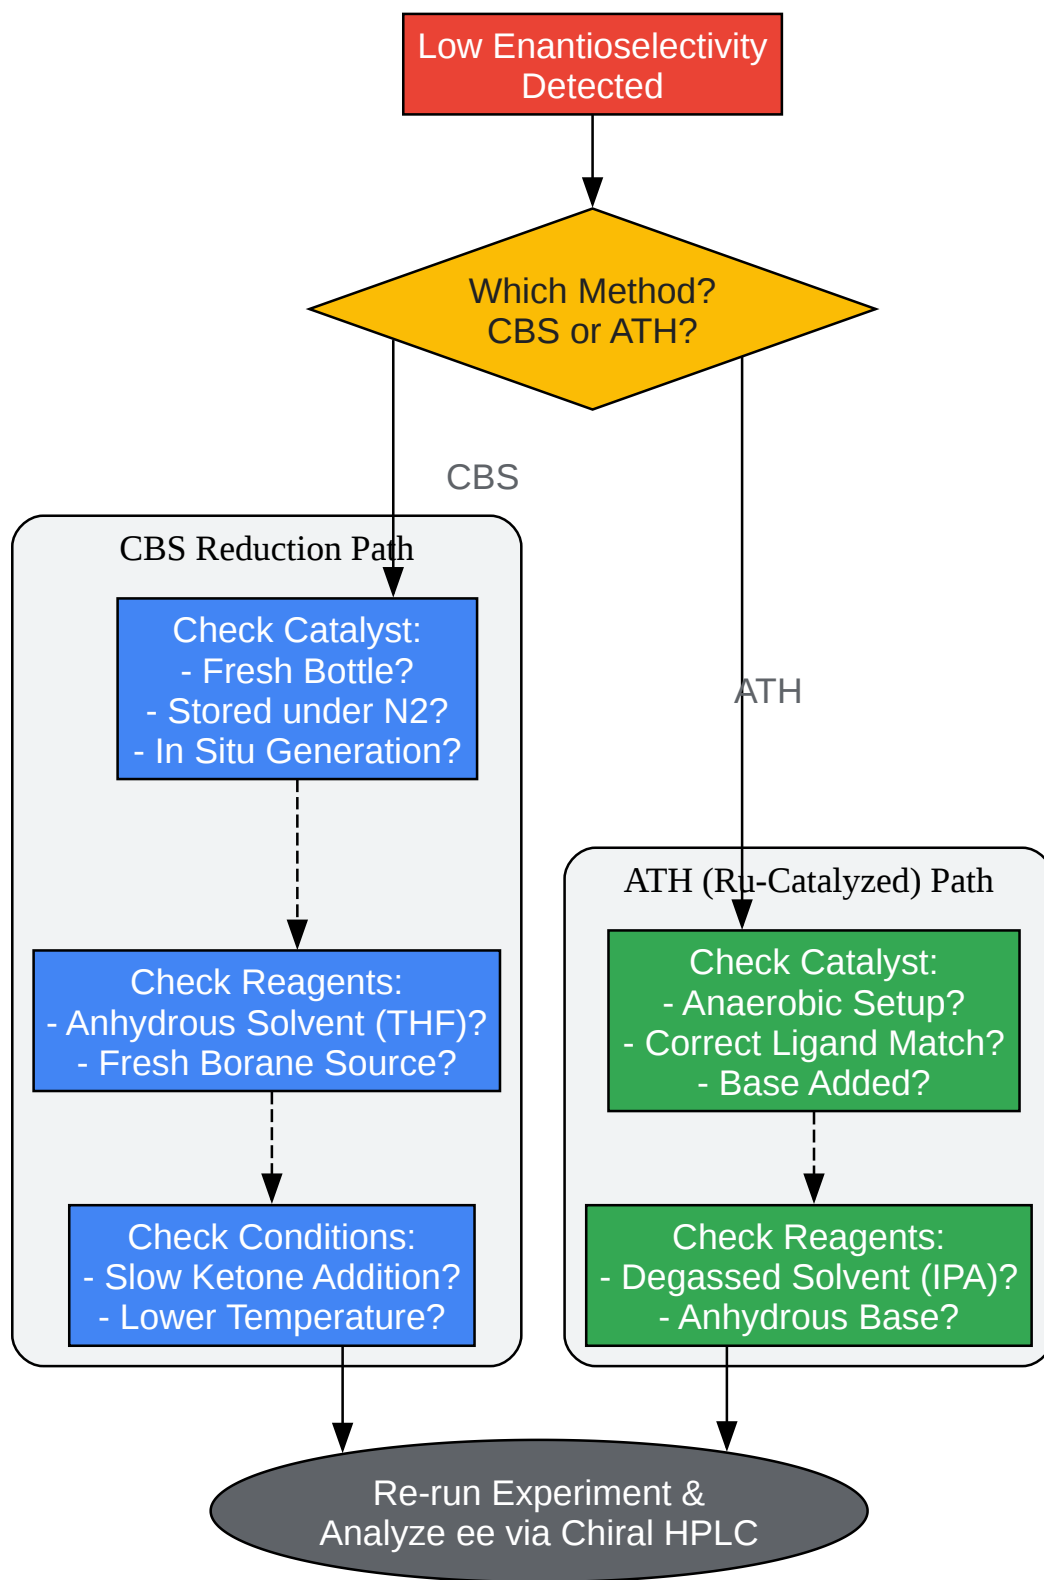 Low Enantioselectivity
Detected
Which Method?
CBS or ATH?
CBS
CBS Reduction Path
Check Catalyst:
- Fresh Bottle?
- Stored under N2?
- In Situ Generation?
Check Reagents:
- Anhydrous Solvent (THF)?
- Fresh Borane Source?
Check Conditions:
- Slow Ketone Addition?
- Lower Temperature?
ATH
ATH (Ru-Catalyzed) Path
Check Catalyst:
- Anaerobic Setup?
- Correct Ligand Match?
- Base Added?
Check Reagents:
- Degassed Solvent (IPA)?
- Anhydrous Base?
Re-run Experiment &
Analyze ee via Chiral HPLC